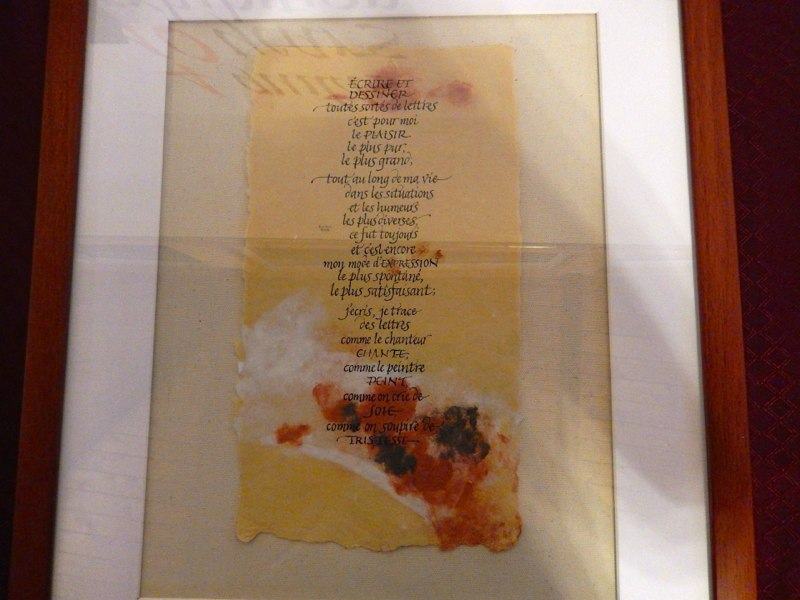 ÉCRIRE ET
DESSINER
toutes sortes de lettres
c'est pour moi
le PLAISIR
le plus pur,
le plus grand,
tout au long de ma vie
dans les situations
et les humeurs
les plus diverses,
ce fut toujours
et c'est encore
mon mode d'EXPRESSION
le plus spontané,
le plus satisfaisant;
j'écris, je trace
des lettres
comme le chanteur
CHANTE,
comme le peintre
PEINT
comme on crie de
JOIE
comme on soupire de
TRISTESSE